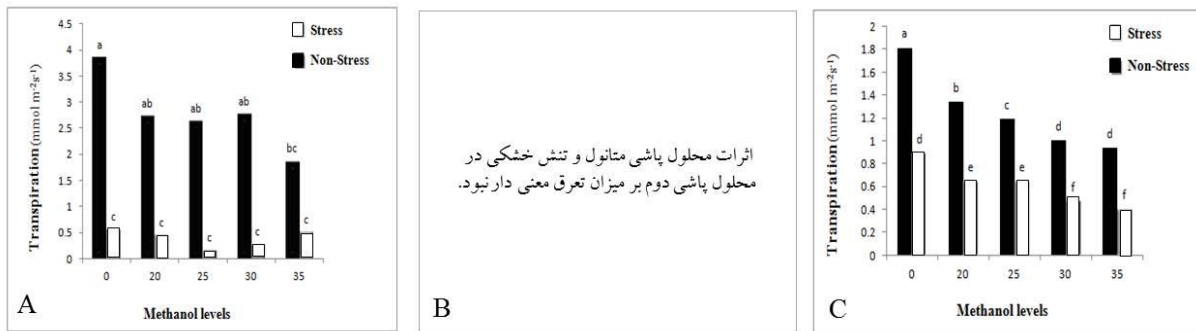 4.5
4
3.5
3
2.5
2
1.5
1
0.5
0
Transpiration (mmol m-2s-1)
a
ab
ab
ab
bc
c
c
c
c
c
Stress
Non-Stress
0 20 25 30 35
Methanol levels
A
اثرات محلول پاشی متانول و تنش خشکی در
محلول پاشی دوم بر میزان تعرق معنی دار نبود.
B
2
1.8
1.6
1.4
1.2
1
0.8
0.6
0.4
0.2
0
Transpiration (mmol m-2s-1)
a
b
c
d
d
d
e
e
f
f
Stress
Non-Stress
0 20 25 30 35
Methanol levels
C